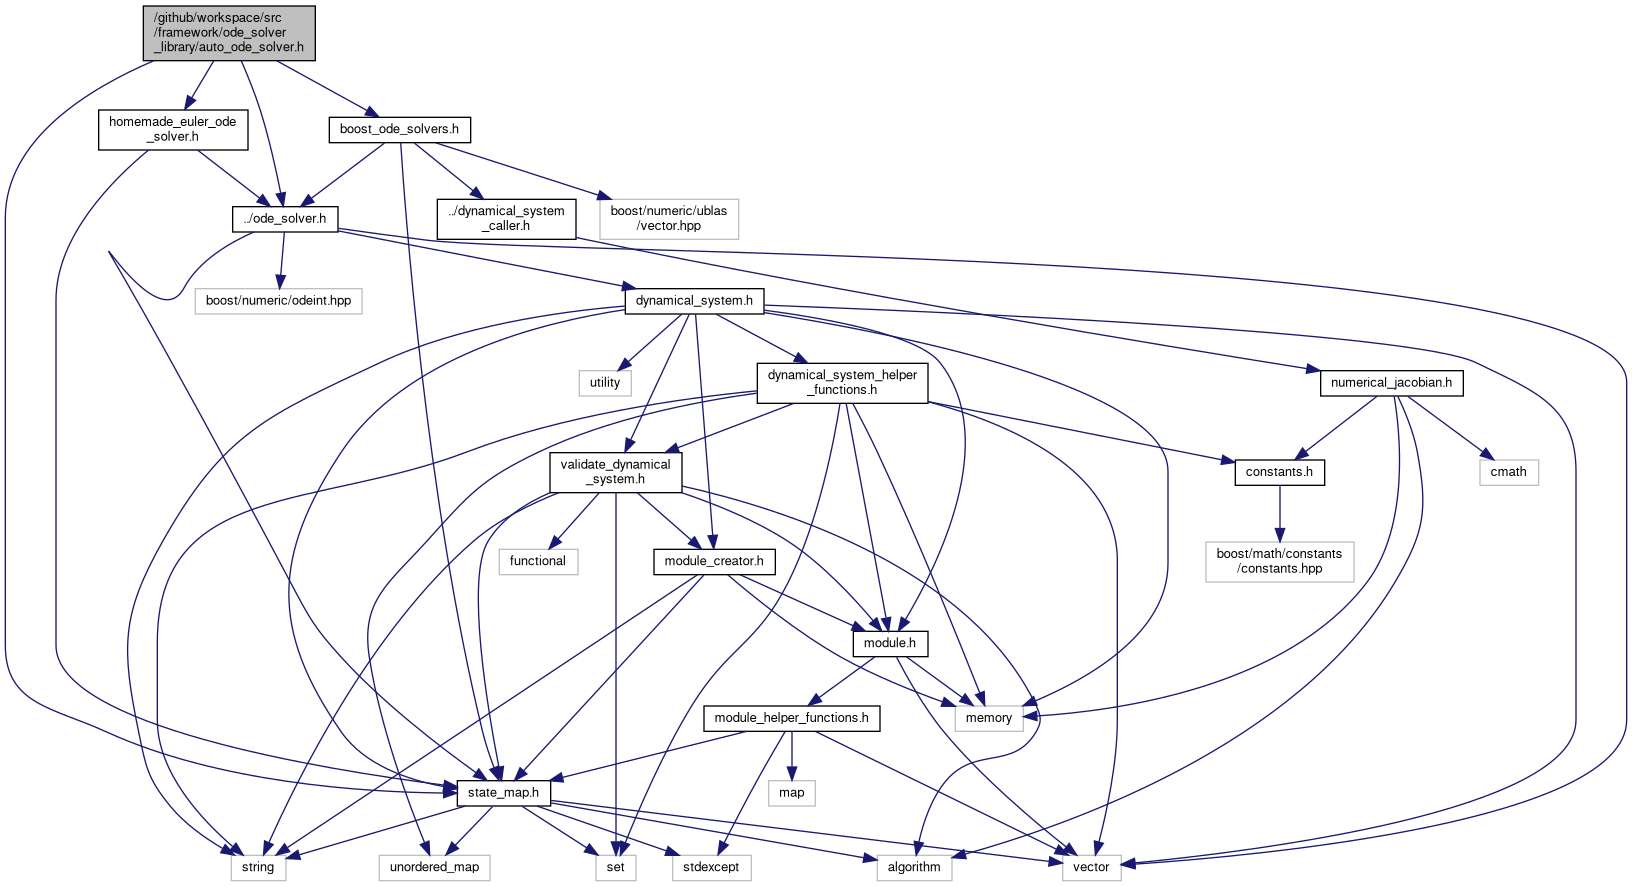 /github/workspace/src
/framework/ode_solver
_library/auto_ode_solver.h
homemade_euler_ode
_solver.h
boost_ode_solvers.h
../ode_solver.h
../dynamical_system
_caller.h
boost/numeric/ublas
/vector.hpp
boost/numeric/odeint.hpp
dynamical_system.h
utility
dynamical_system_helper
_functions.h
numerical_jacobian.h
validate_dynamical
_system.h
constants.h
cmath
functional
module_creator.h
boost/math/constants
/constants.hpp
module.h
module_helper_functions.h
memory
state_map.h
map
string
unordered_map
set
stdexcept
algorithm
vector